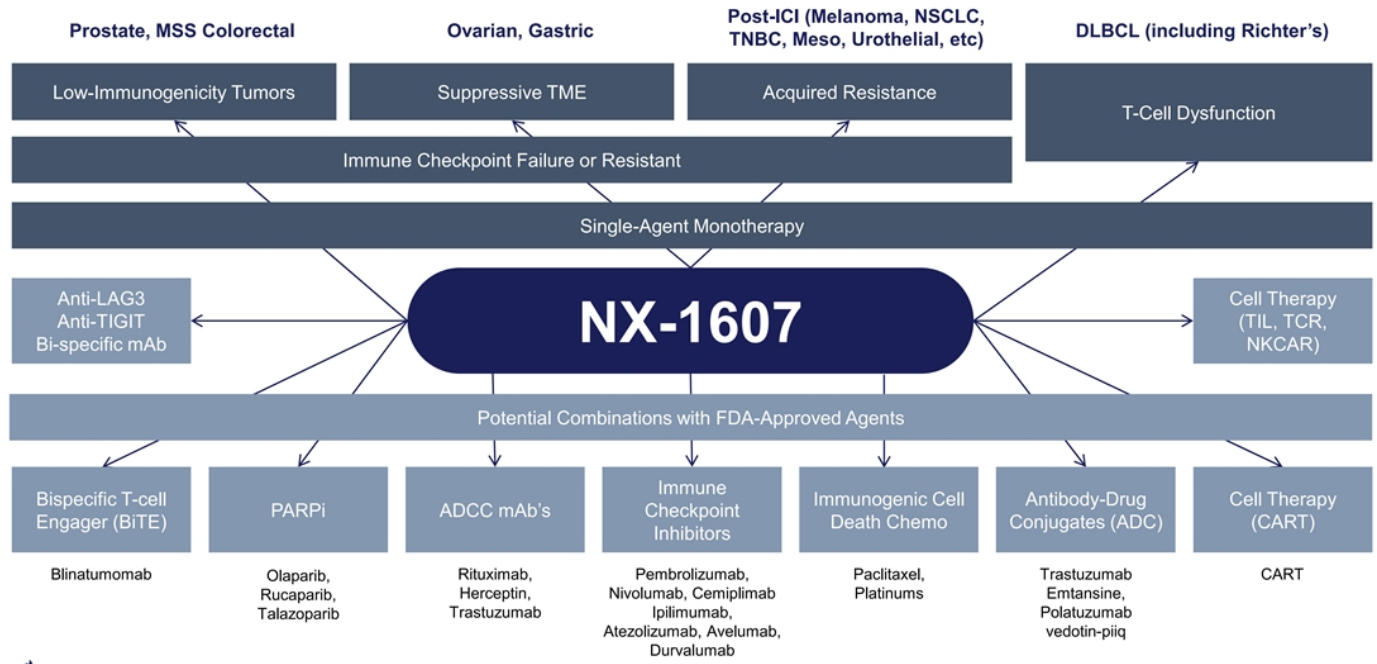 Prostate, MSS Colorectal
Ovarian, Gastric
Post-ICI (Melanoma, NSCLC,
TNBC, Meso, Urothelial, etc)
DLBCL (including Richter's)
Low-Immunogenicity Tumors
Suppressive TME
Acquired Resistance
T-Cell Dysfunction
Immune Checkpoint Failure or Resistant
Single-Agent Monotherapy
Anti-LAG3
Anti-TIGIT
Bi-specific mAb
NX-1607
Cell Therapy
(TIL, TCR,
NKCAR)
Potential Combinations with FDA-Approved Agents
Bispecific T-cell
Engager (BiTE)
PARPi
ADCC mAb's
Immune
Checkpoint
Inhibitors
Immunogenic Cell
Death Chemo
Antibody-Drug
Conjugates (ADC)
Cell Therapy
(CART)
Blinatumomab
Olaparib,
Rucaparib,
Talazoparib
Rituximab,
Herceptin,
Trastuzumab
Pembrolizumab,
Nivolumab, Cemiplimab
Ipilimumab,
Atezolizumab, Avelumab,
Durvalumab
Paclitaxel,
Platinums
Trastuzumab
Emtansine,
Polatuzumab
vedotin-piiq
CART